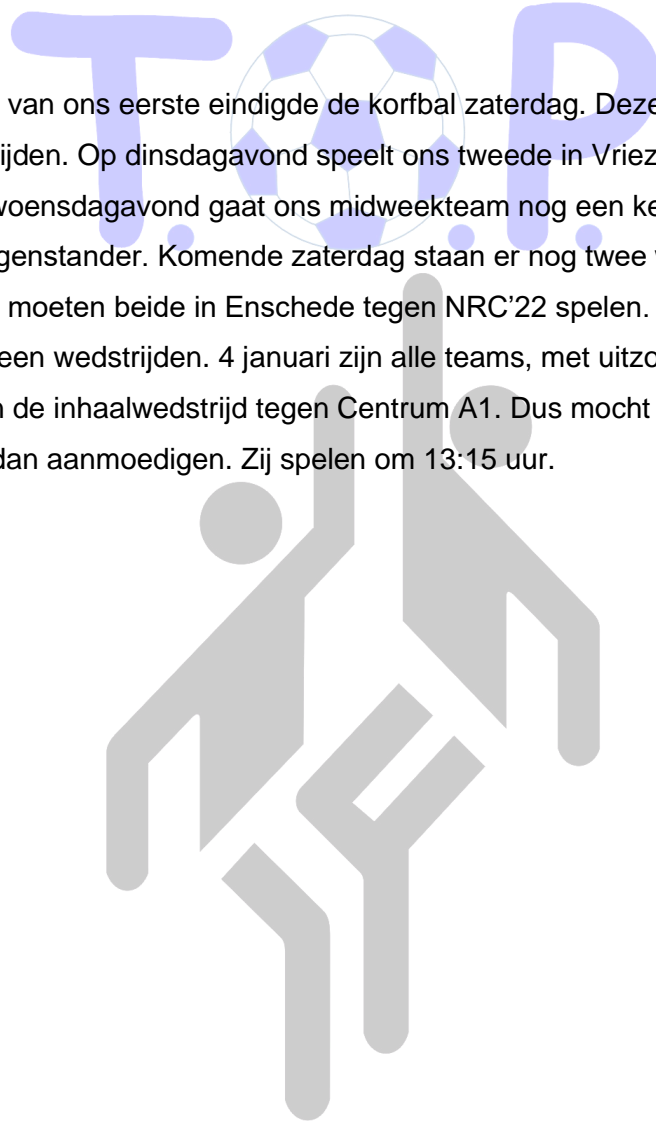 T.O.P.
van ons eerste eindigde de korfbal zaterdag. Deze
ijden. Op dinsdagavond speelt ons tweede in Vriez
woensdagavond gaat ons midweekteam nog een ke
genstander. Komende zaterdag staan er nog twee w
moeten beide in Enschede tegen NRC’22 spelen.
een wedstrijden. 4 januari zijn alle teams, met uitzo
n de inhaalwedstrijd tegen Centrum A1. Dus mocht
dan aanmoedigen. Zij spelen om 13:15 uur.